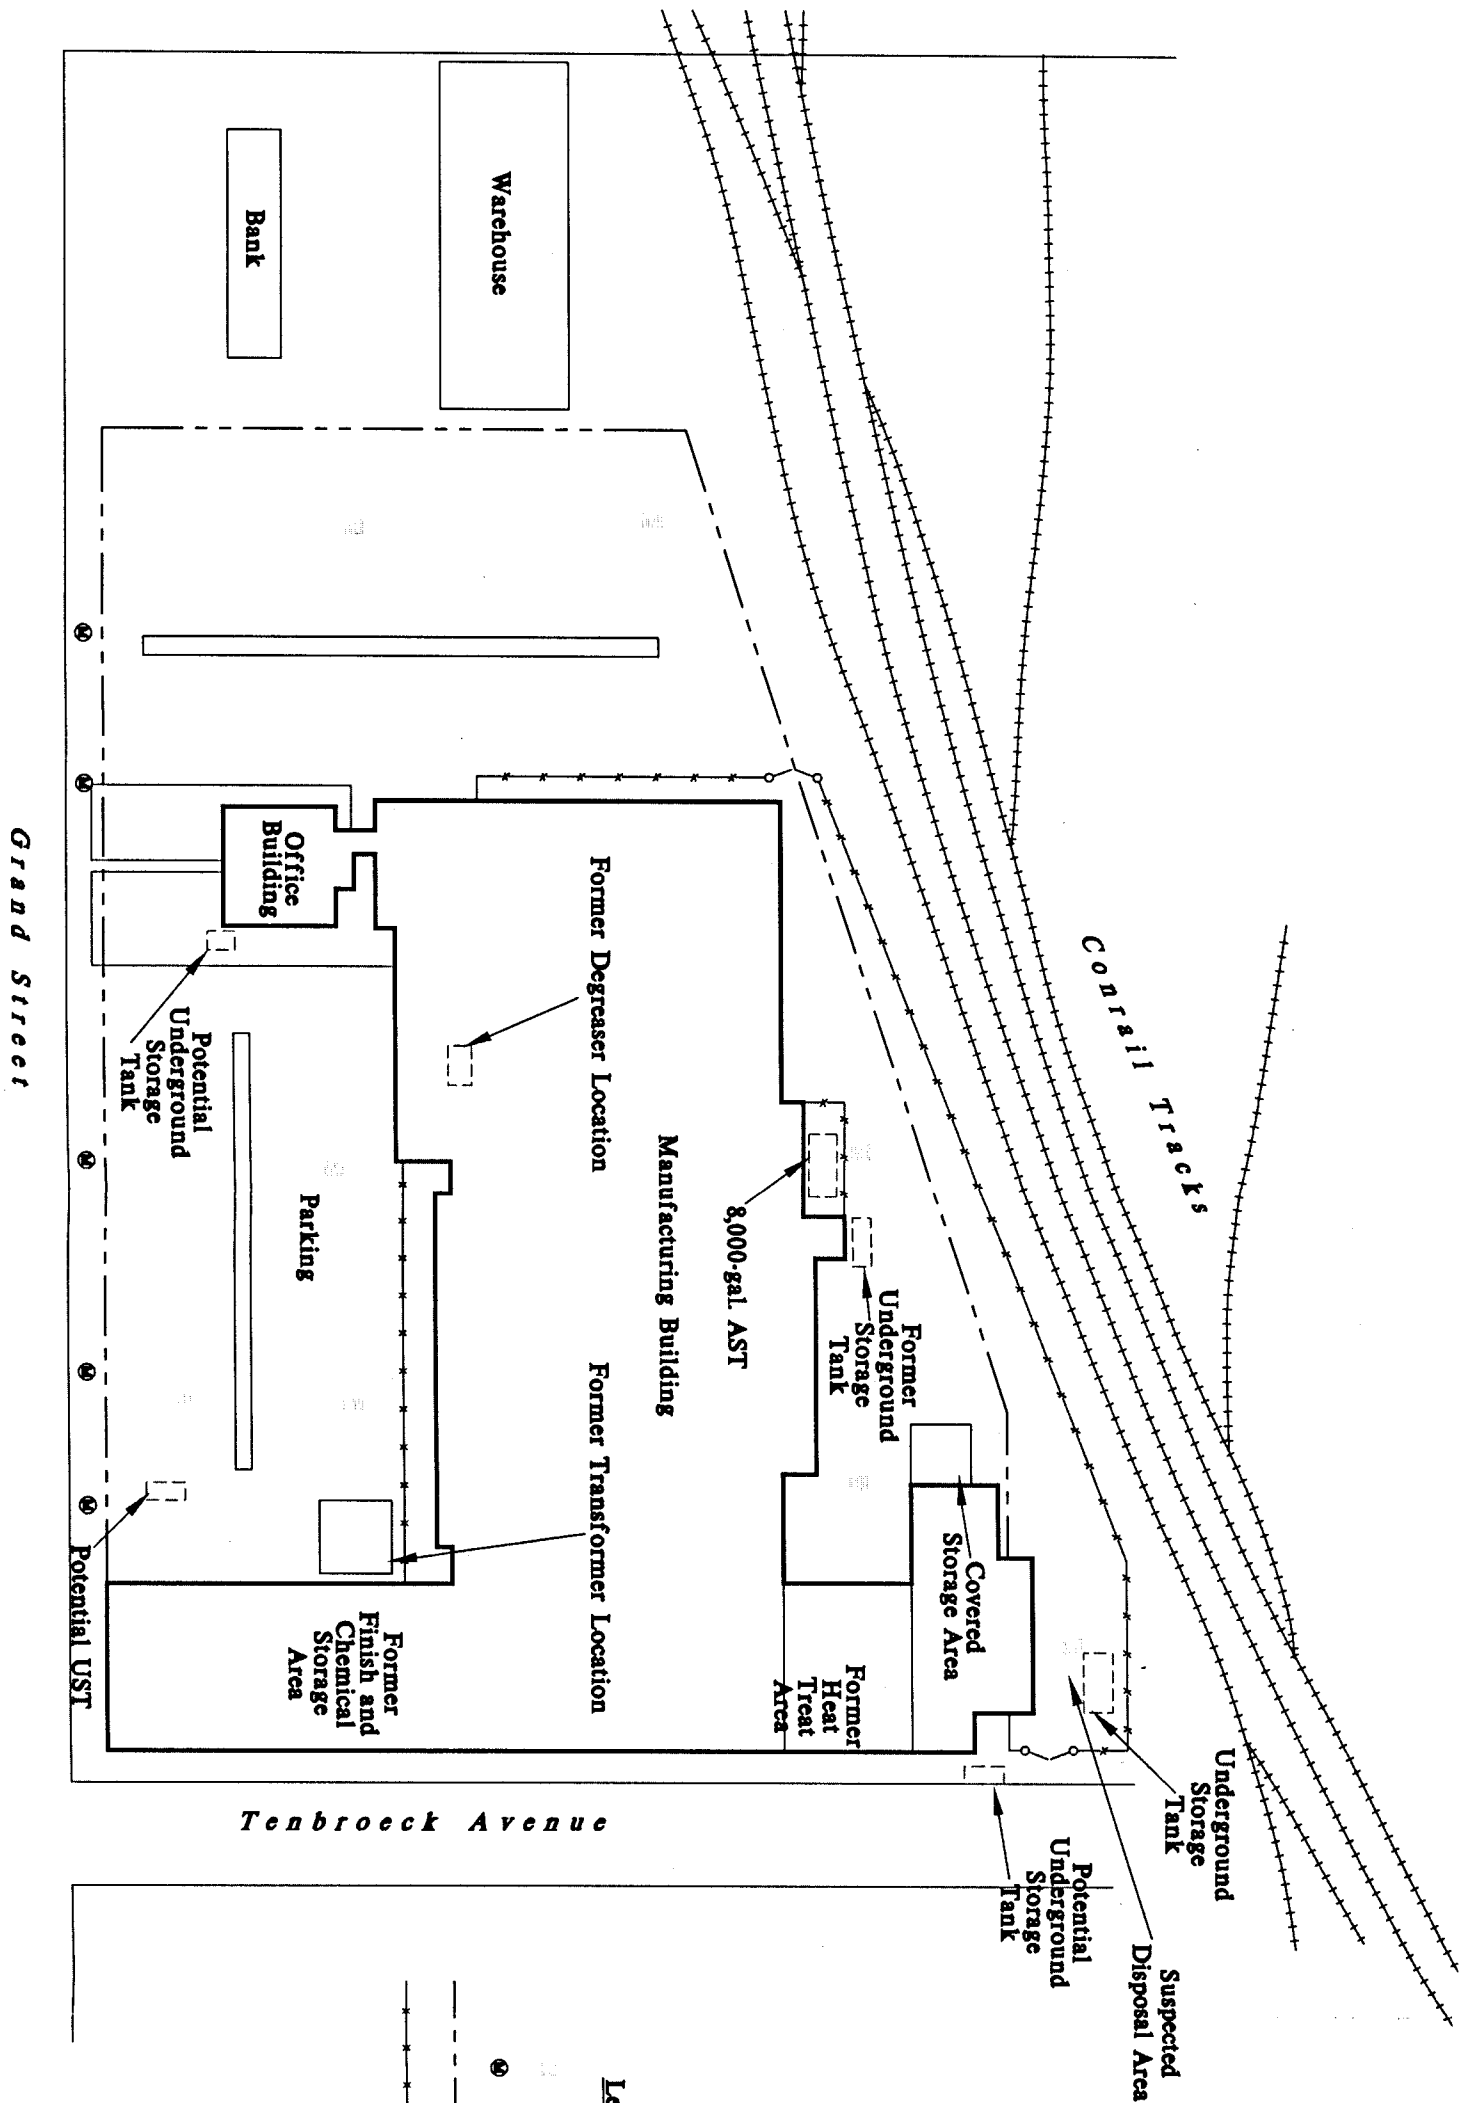 Warehouse
Bank
Conrail Tracks
Office
Building
Former Degreaser Location
Potential
Underground
Storage
Tank
Grand Street
Manufacturing Building
8,000-gal. AST
Former
Underground
Storage
Tank
Parking
Former Transformer Location
Covered
Storage Area
Former
Heat
Treat
Area
Former
Finish and
Chemical
Storage
Area
Potential UST
Underground
Storage
Tank
Potential
Underground
Storage
Tank
Suspected
Disposal Area
Tenbroeck Avenue
M
M
M
M
M
M
Le